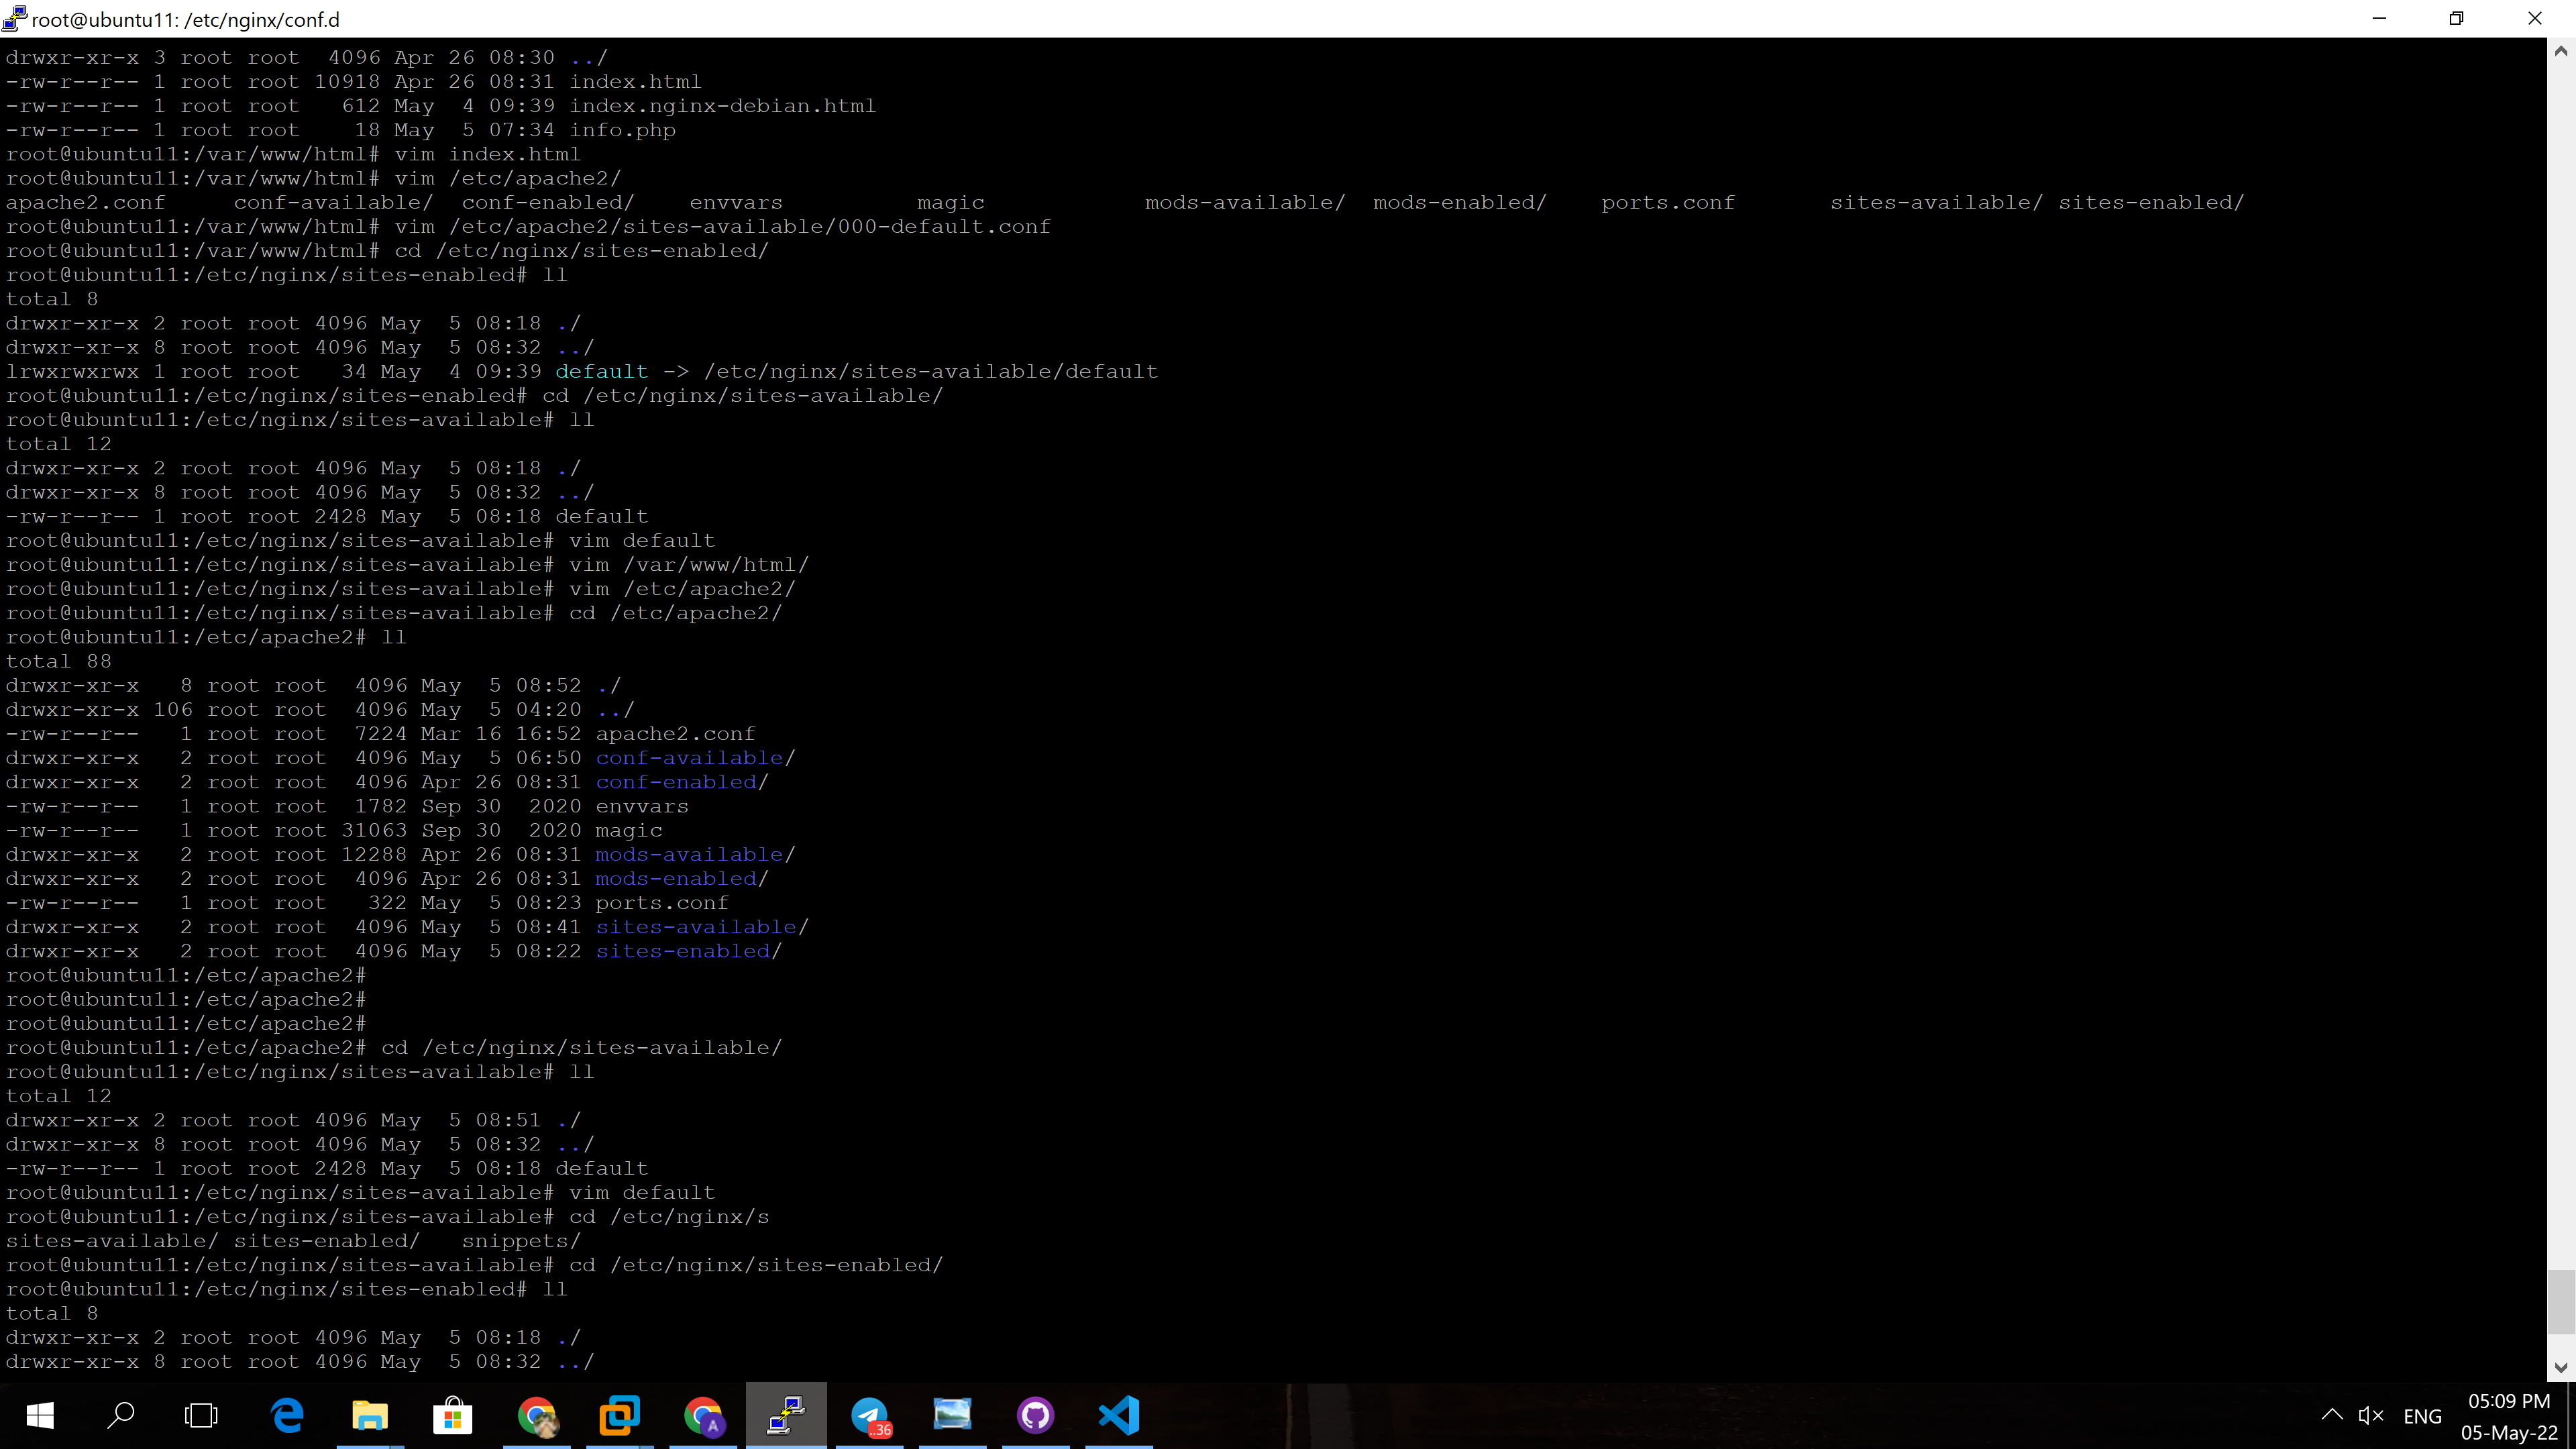 root@ubuntu11: /etc/nginx/conf.d
drwxr-xr-x 3 root root  4096 Apr 26 08:30 ../
-rw-r--r-- 1 root root 10918 Apr 26 08:31 index.html
-rw-r--r-- 1 root root   612 May  4 09:39 index.nginx-debian.html
-rw-r--r-- 1 root root    18 May  5 07:34 info.php
root@ubuntu11:/var/www/html# vim index.html
root@ubuntu11:/var/www/html# vim /etc/apache2/
apache2.conf     conf-available/  conf-enabled/    envvars          magic            mods-available/  mods-enabled/    ports.conf       sites-available/ sites-enabled/
root@ubuntu11:/var/www/html# vim /etc/apache2/sites-available/000-default.conf
root@ubuntu11:/var/www/html# cd /etc/nginx/sites-enabled/
root@ubuntu11:/etc/nginx/sites-enabled# ll
total 8
drwxr-xr-x 2 root root 4096 May  5 08:18 ./
drwxr-xr-x 8 root root 4096 May  5 08:32 ../
lrwxrwxrwx 1 root root   34 May  4 09:39 default -> /etc/nginx/sites-available/default
root@ubuntu11:/etc/nginx/sites-enabled# cd /etc/nginx/sites-available/
root@ubuntu11:/etc/nginx/sites-available# ll
total 12
drwxr-xr-x 2 root root 4096 May  5 08:18 ./
drwxr-xr-x 8 root root 4096 May  5 08:32 ../
-rw-r--r-- 1 root root 2428 May  5 08:18 default
root@ubuntu11:/etc/nginx/sites-available# vim default
root@ubuntu11:/etc/nginx/sites-available# vim /var/www/html/
root@ubuntu11:/etc/nginx/sites-available# vim /etc/apache2/
root@ubuntu11:/etc/nginx/sites-available# cd /etc/apache2/
root@ubuntu11:/etc/apache2# ll
total 88
drwxr-xr-x   8 root root  4096 May  5 08:52 ./
drwxr-xr-x 106 root root  4096 May  5 04:20 ../
-rw-r--r--   1 root root  7224 Mar 16 16:52 apache2.conf
drwxr-xr-x   2 root root  4096 May  5 06:50 conf-available/
drwxr-xr-x   2 root root  4096 Apr 26 08:31 conf-enabled/
-rw-r--r--   1 root root  1782 Sep 30  2020 envvars
-rw-r--r--   1 root root 31063 Sep 30  2020 magic
drwxr-xr-x   2 root root 12288 Apr 26 08:31 mods-available/
drwxr-xr-x   2 root root  4096 Apr 26 08:31 mods-enabled/
-rw-r--r--   1 root root   322 May  5 08:23 ports.conf
drwxr-xr-x   2 root root  4096 May  5 08:41 sites-available/
drwxr-xr-x   2 root root  4096 May  5 08:22 sites-enabled/
root@ubuntu11:/etc/apache2#
root@ubuntu11:/etc/apache2#
root@ubuntu11:/etc/apache2#
root@ubuntu11:/etc/apache2# cd /etc/nginx/sites-available/
root@ubuntu11:/etc/nginx/sites-available# ll
total 12
drwxr-xr-x 2 root root 4096 May  5 08:51 ./
drwxr-xr-x 8 root root 4096 May  5 08:32 ../
-rw-r--r-- 1 root root 2428 May  5 08:18 default
root@ubuntu11:/etc/nginx/sites-available# vim default
root@ubuntu11:/etc/nginx/sites-available# cd /etc/nginx/s
sites-available/ sites-enabled/   snippets/
root@ubuntu11:/etc/nginx/sites-available# cd /etc/nginx/sites-enabled/
root@ubuntu11:/etc/nginx/sites-enabled# ll
total 8
drwxr-xr-x 2 root root 4096 May  5 08:18 ./
drwxr-xr-x 8 root root 4096 May  5 08:32 ../
A
..36
ENG
05:09 PM
05-May-22